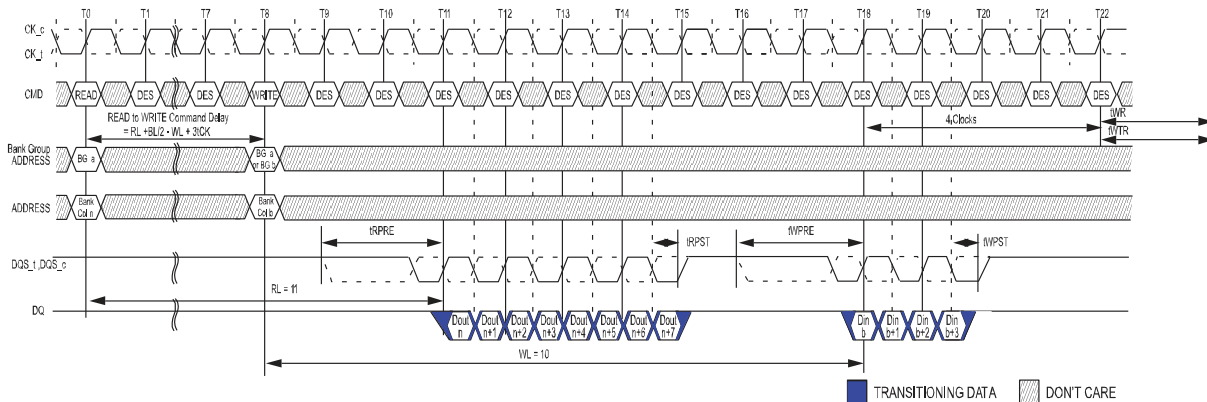 T0 T1 T7 T8 T9 T10 T11 T12 T13 T14 T15 T16 T17 T18 T19 T20 T21 T22
CK_c
CK_t
CMD READ DES DES WRITE DES DES DES DES DES DES DES DES DES DES DES DES DES DES
READ to WRITE Command Delay
= RL +BL/2 - WL + 3tCK
4 Clocks
tWR
tWTR
Bank Group
ADDRESS
BG a
BG a
or BG b
ADDRESS
Bank
Col n
Bank
Col b
tRPRE
tRPST
tWPRE
tWPST
DQS_t,DQS_c
RL = 11
DQ
Dout
n
Dout
n+1
Dout
n+2
Dout
n+3
Dout
n+4
Dout
n+5
Dout
n+6
Dout
n+7
Din
b
Din
b+1
Din
b+2
Din
b+3
WL = 10
TRANSITIONING DATA
DON'T CARE